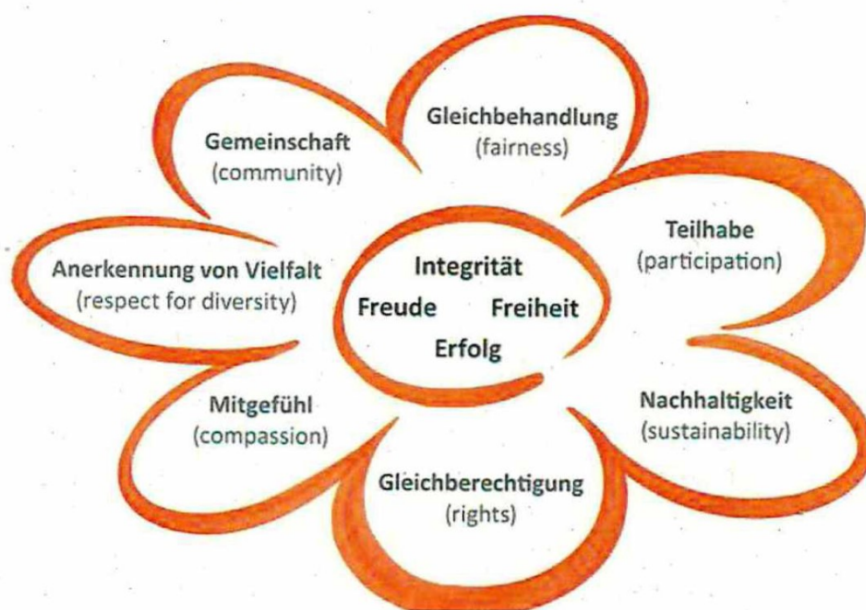 Gleichbehandlung
(fairness)
Gemeinschaft
(community)
Teilhabe
(participation)
Anerkennung von Vielfalt
(respect for diversity)
Integrität
Freude Freiheit
Erfolg
Mitgefühl
(compassion)
Nachhaltigkeit
(sustainability)
Gleichberechtigung
(rights)